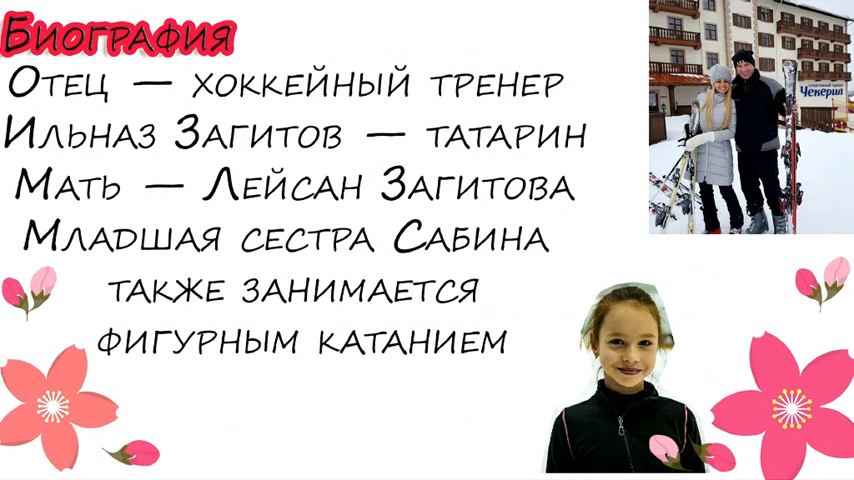 Биография
Отец — хоккейный тренер
Ильназ Загитов — татарин
Мать — Лейсан Загитова
Младшая сестра Сабина
также занимается
фигурным катанием
Чекерил